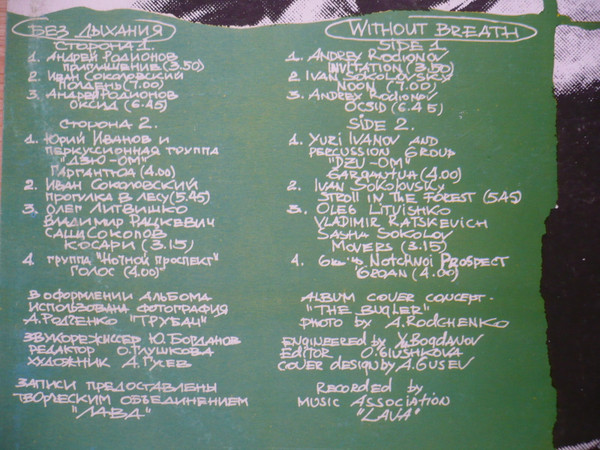 БЕЗ ДЫХАНИЯ
СТОРОНА 1.
1. Андрей Родионов
Приглашение (3.50)
2. Иван Соколовский
Полдень (7.00)
3. Андрей Родионов
Оксид (6.45)
СТОРОНА 2.
1. Юрий Иванов и
перкуссионная группа
"Дзю-Ом"
Гаргантюа (4.00)
2. Иван Соколовский
Прогулка в лесу (5.45)
3. Олег Литвишко
Владимир Рацкевич
Саша Соколов
Косари (3.15)
4. группа "Ночной проспект"
Голос (4.00)
В оформлении альбома
использована фотография
А. Родченко "Трубач"
Звукорежиссер Ю. Богданов
Редактор О. Глушкова
Художник А. Гусев
Записи предоставлены
творческим объединением
"ЛАВА"
WITHOUT BREATH
SIDE 1
1. Andrey Rodionov
Invitation (3.50)
2 Ivan Sokolovsky
Noon (7.00)
3. Andrey Rodionov
Ocsid (6.45)
SIDE 2.
1. Yuri Ivanov and
percussion group
"Dzu-Om"
Gargantua (4.00)
2. Ivan Sokolovsky
Stroll in the forest (5.45)
3. Oleg Litvishko
Vladimir Ratskevich
Sasha Sokolov
Movers (3.15)
4. Notchnoi Prospect
Groan (4.00)
Album cover concept -
"The Bugler"
photo by A. Rodchenko
Engineered by Y. Bogdanov
Editor O. Glushkova
Cover design by A. Gusev
Recorded by
Music Association
"LAVA"